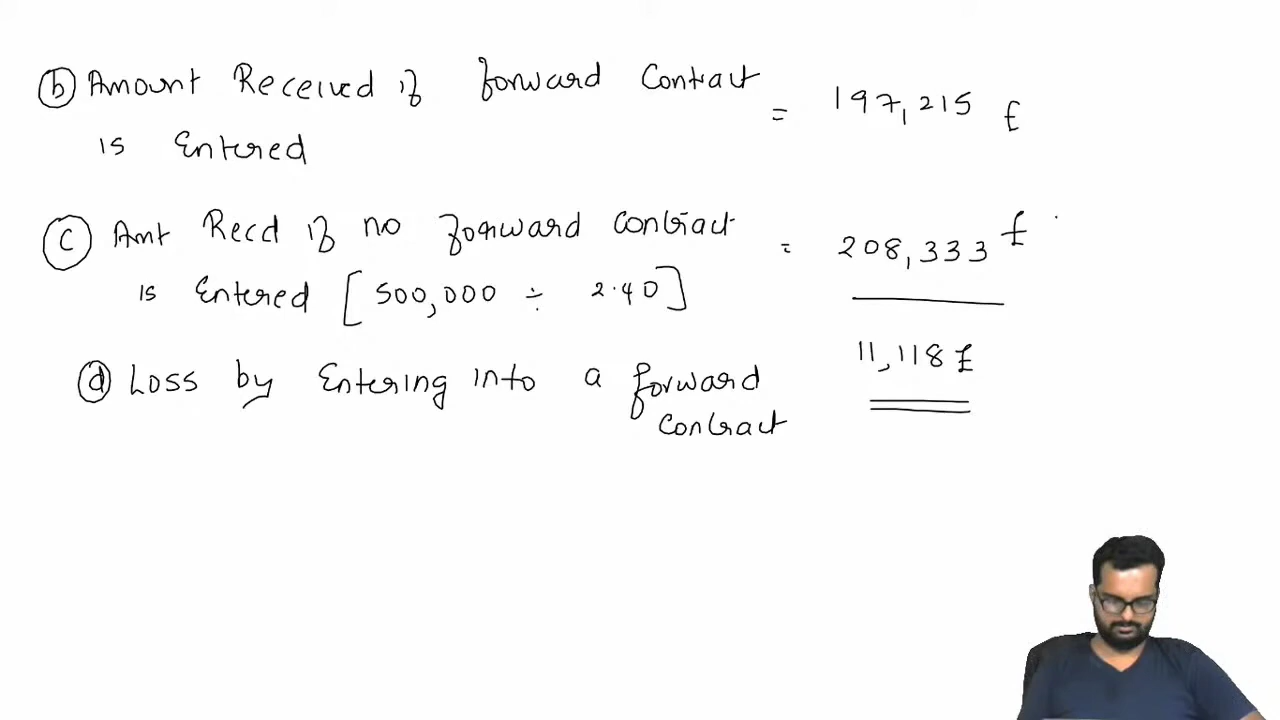 (b) Amount Received if forward Contract
is Entered = 197,215 £
(c) Amt Recd if no forward contract
is Entered [500,000 ÷ 2.40] = 208,333 £
(d) Loss by Entering into a forward 11,118 £
contract